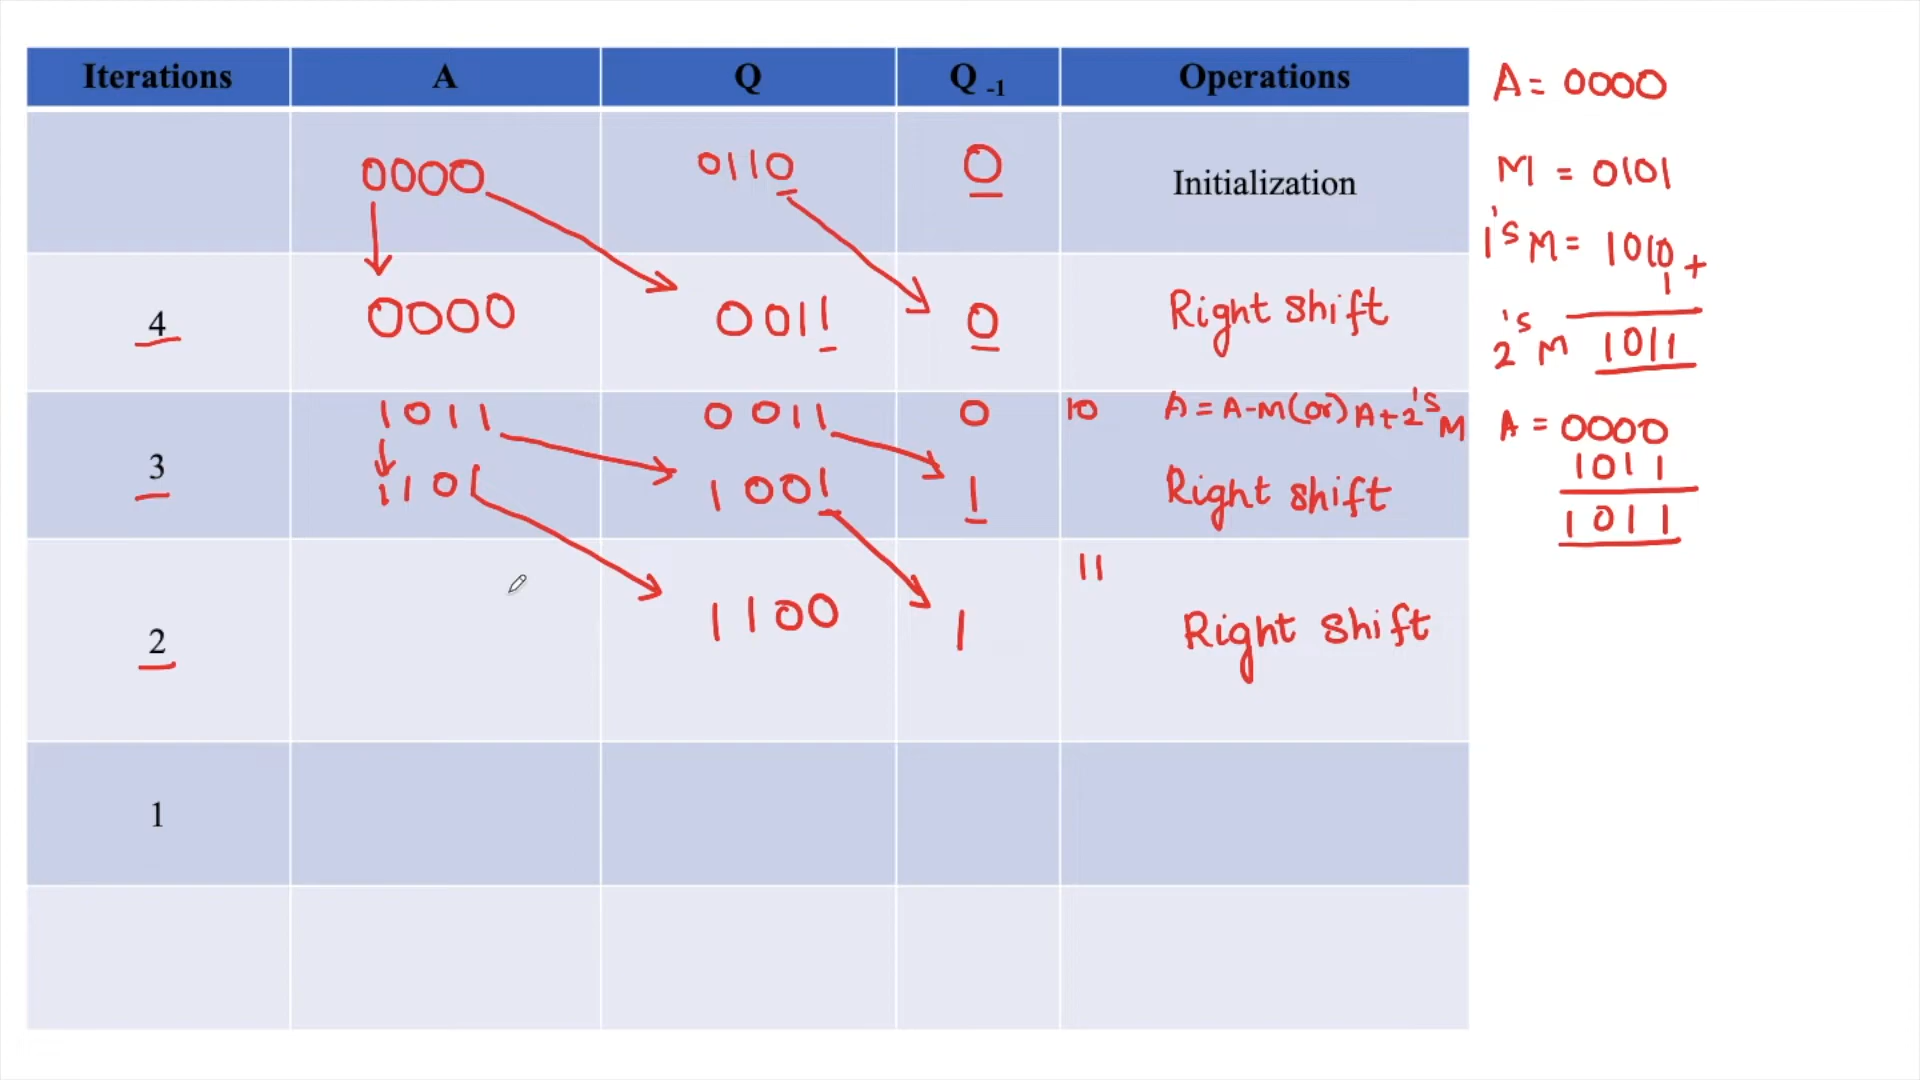 Iterations A Q Q -1 Operations
0000 0110 0 Initialization
4 0000 0011 0 Right shift
1011 0011 0 10 A = A-M(or) A+2'sM
3 1101 1001 1 Right shift
11
2 1100 1 Right shift
1
A= 0000
M = 0101
1's M= 1010
1 +
2's M 1011
A = 0000
1011
1011